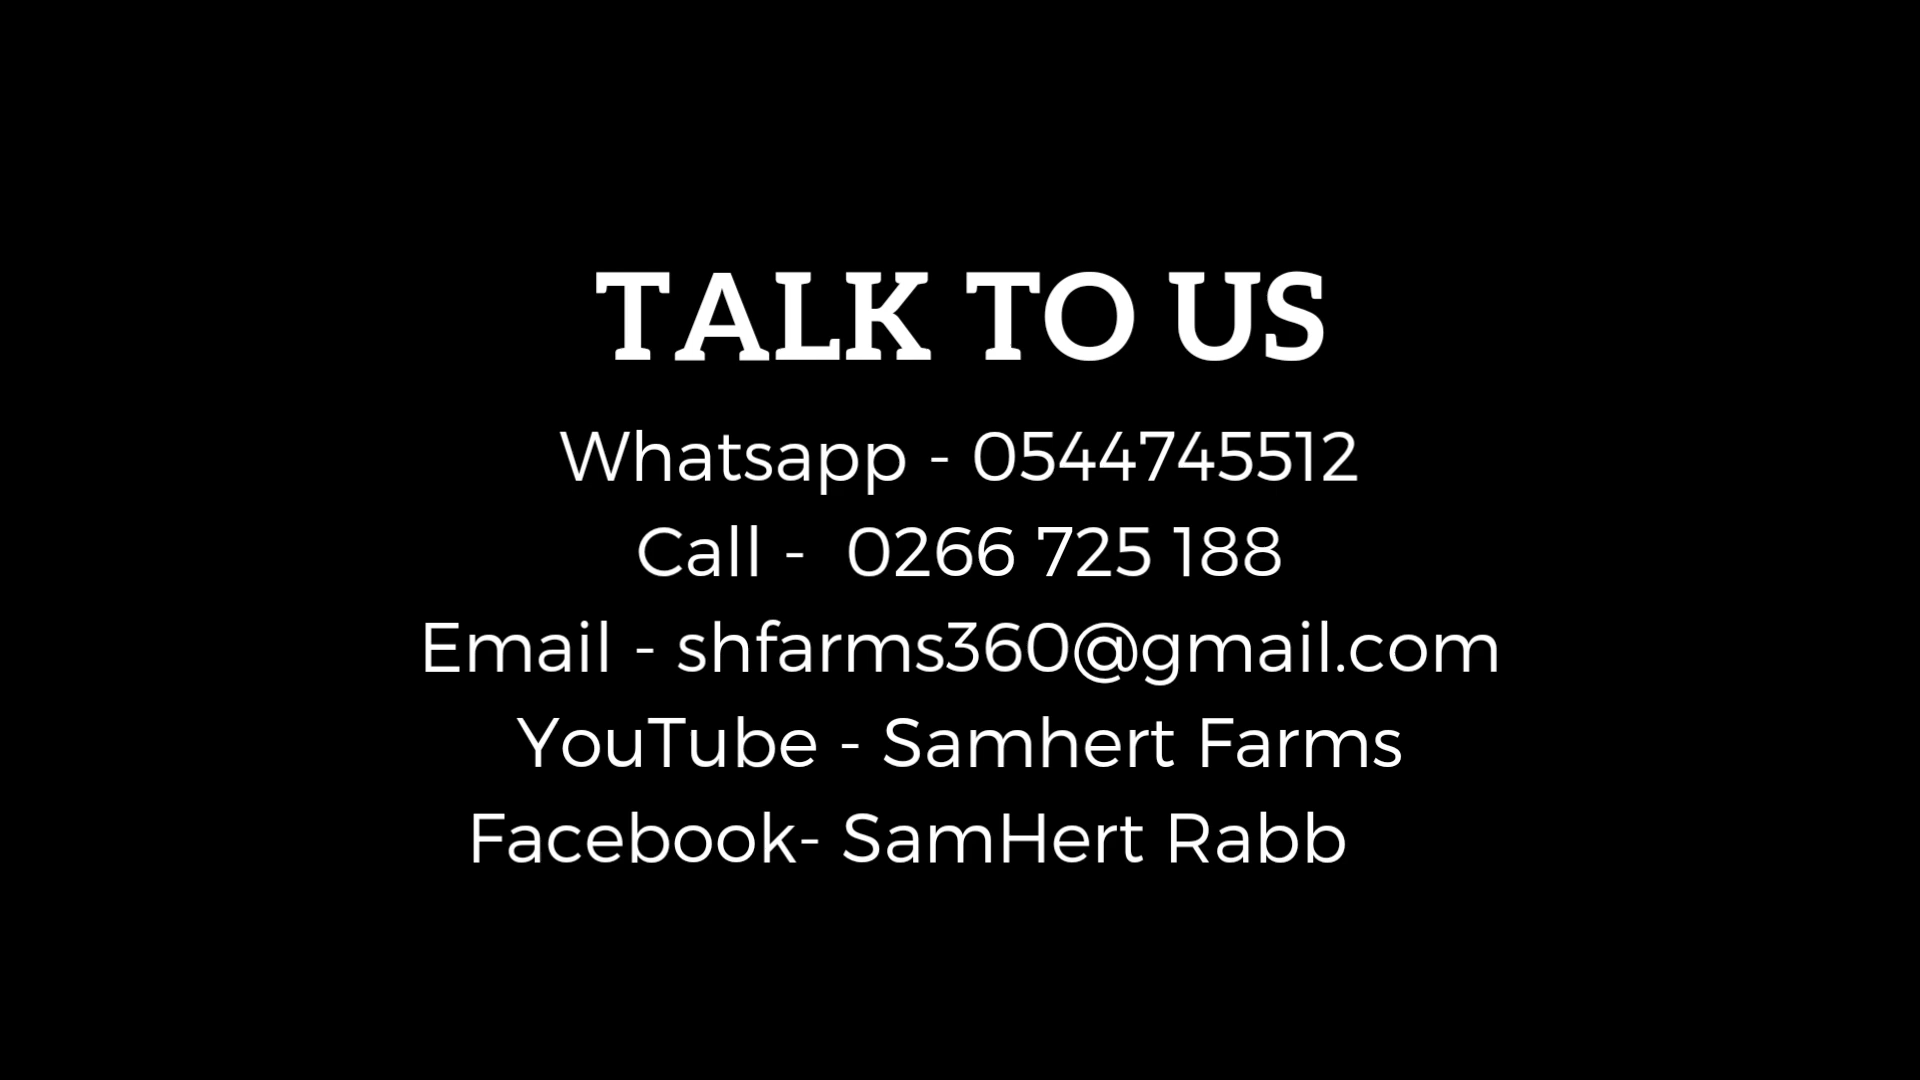 TALK TO US
Whatsapp - 0544745512
Call -  0266 725 188
Email - shfarms360@gmail.com
YouTube - Samhert Farms
Facebook- SamHert Rabb